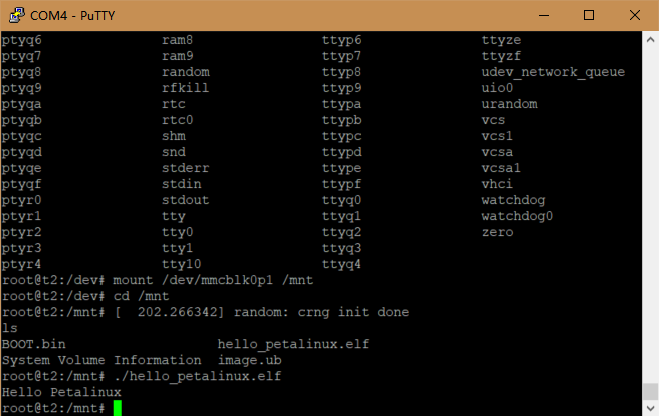 COM4 - PuTTY
ptyq6 ram8 ttyp6 ttyze
ptyq7 ram9 ttyp7 ttyzf
ptyq8 random ttyp8 udev_network_queue
ptyq9 rfkill ttyp9 uio0
ptyqa rtc ttypa urandom
ptyqb rtc0 ttypb vcs
ptyqc shm ttypc vcs1
ptyqd snd ttypd vcsa
ptyqe stderr ttype vcsa1
ptyqf stdin ttypf vhci
ptyr0 stdout ttyq0 watchdog
ptyr1 tty ttyq1 watchdog0
ptyr2 tty0 ttyq2 zero
ptyr3 tty1 ttyq3
ptyr4 tty10 ttyq4
root@t2:/dev# mount /dev/mmcblk0p1 /mnt
root@t2:/dev# cd /mnt
root@t2:/mnt# [  202.266342] random: crng init done
ls
BOOT.bin hello_petalinux.elf
System Volume Information image.ub
root@t2:/mnt# ./hello_petalinux.elf
Hello Petalinux
root@t2:/mnt#